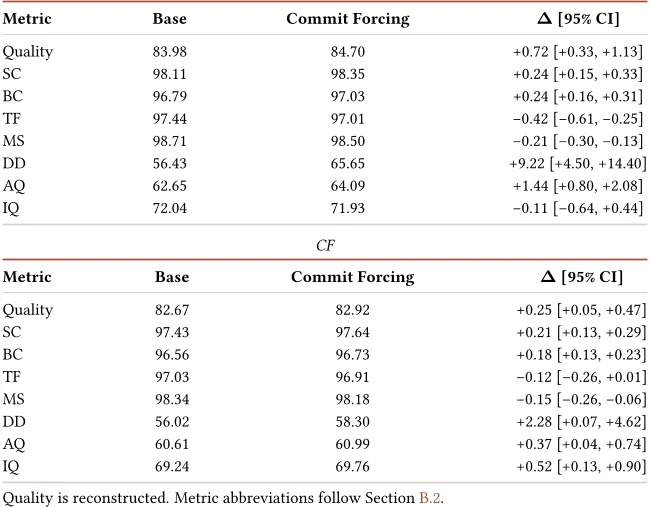 Metric Base Commit Forcing Δ [95% CI]
Quality 83.98 84.70 +0.72 [+0.33, +1.13]
SC 98.11 98.35 +0.24 [+0.15, +0.33]
BC 96.79 97.03 +0.24 [+0.16, +0.31]
TF 97.44 97.01 −0.42 [−0.61, −0.25]
MS 98.71 98.50 −0.21 [−0.30, −0.13]
DD 56.43 65.65 +9.22 [+4.50, +14.40]
AQ 62.65 64.09 +1.44 [+0.80, +2.08]
IQ 72.04 71.93 −0.11 [−0.64, +0.44]
CF
Metric Base Commit Forcing Δ [95% CI]
Quality 82.67 82.92 +0.25 [+0.05, +0.47]
SC 97.43 97.64 +0.21 [+0.13, +0.29]
BC 96.56 96.73 +0.18 [+0.13, +0.23]
TF 97.03 96.91 −0.12 [−0.26, +0.01]
MS 98.34 98.18 −0.15 [−0.26, −0.06]
DD 56.02 58.30 +2.28 [+0.07, +4.62]
AQ 60.61 60.99 +0.37 [+0.04, +0.74]
IQ 69.24 69.76 +0.52 [+0.13, +0.90]
Quality is reconstructed. Metric abbreviations follow Section B.2.